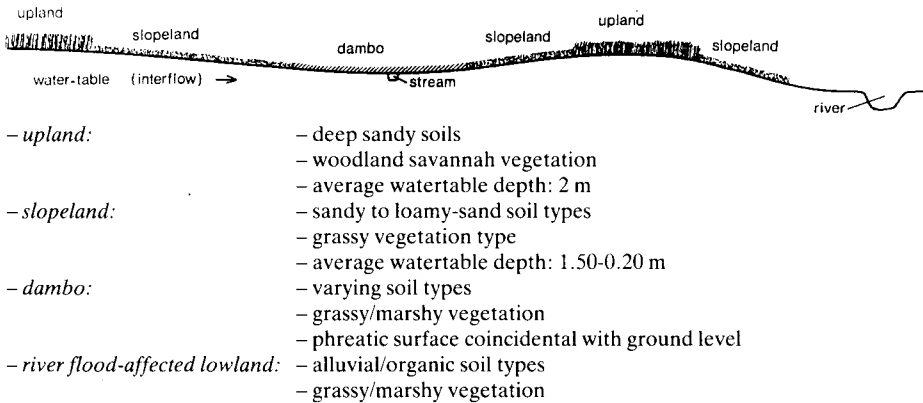 upland
slopeland
dambo
slopeland
upland
slopeland
water-table (interflow)
stream
river
– upland: – deep sandy soils
– woodland savannah vegetation
– average watertable depth: 2 m
– slopeland: – sandy to loamy-sand soil types
– grassy vegetation type
– average watertable depth: 1.50-0.20 m
– dambo: – varying soil types
– grassy/marshy vegetation
– phreatic surface coincidental with ground level
– river flood-affected lowland: – alluvial/organic soil types
– grassy/marshy vegetation